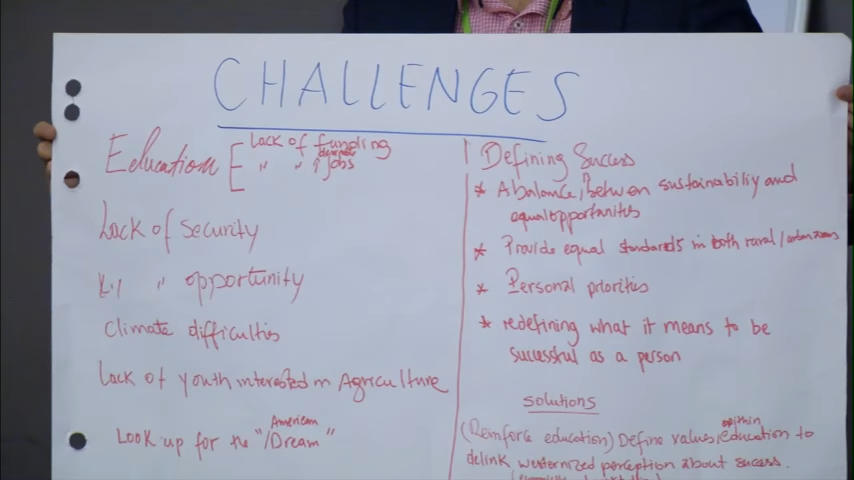 CHALLENGES
Education [ Lack of funding
" " ↑ jobs
Lack of security
" opportunity
Climate difficulties
Lack of youth interested in Agriculture
Look up for the "/Dream"
American
Defining Success
* A balance, betwen sustainability and
equal opportunities
* Provide equal standards in both rural/urban zones
* Personal priorities
* redefining what it means to be
successful as a person
solutions
within
(Reinforce education) Define values, education to
delink westernized perception about sucess.